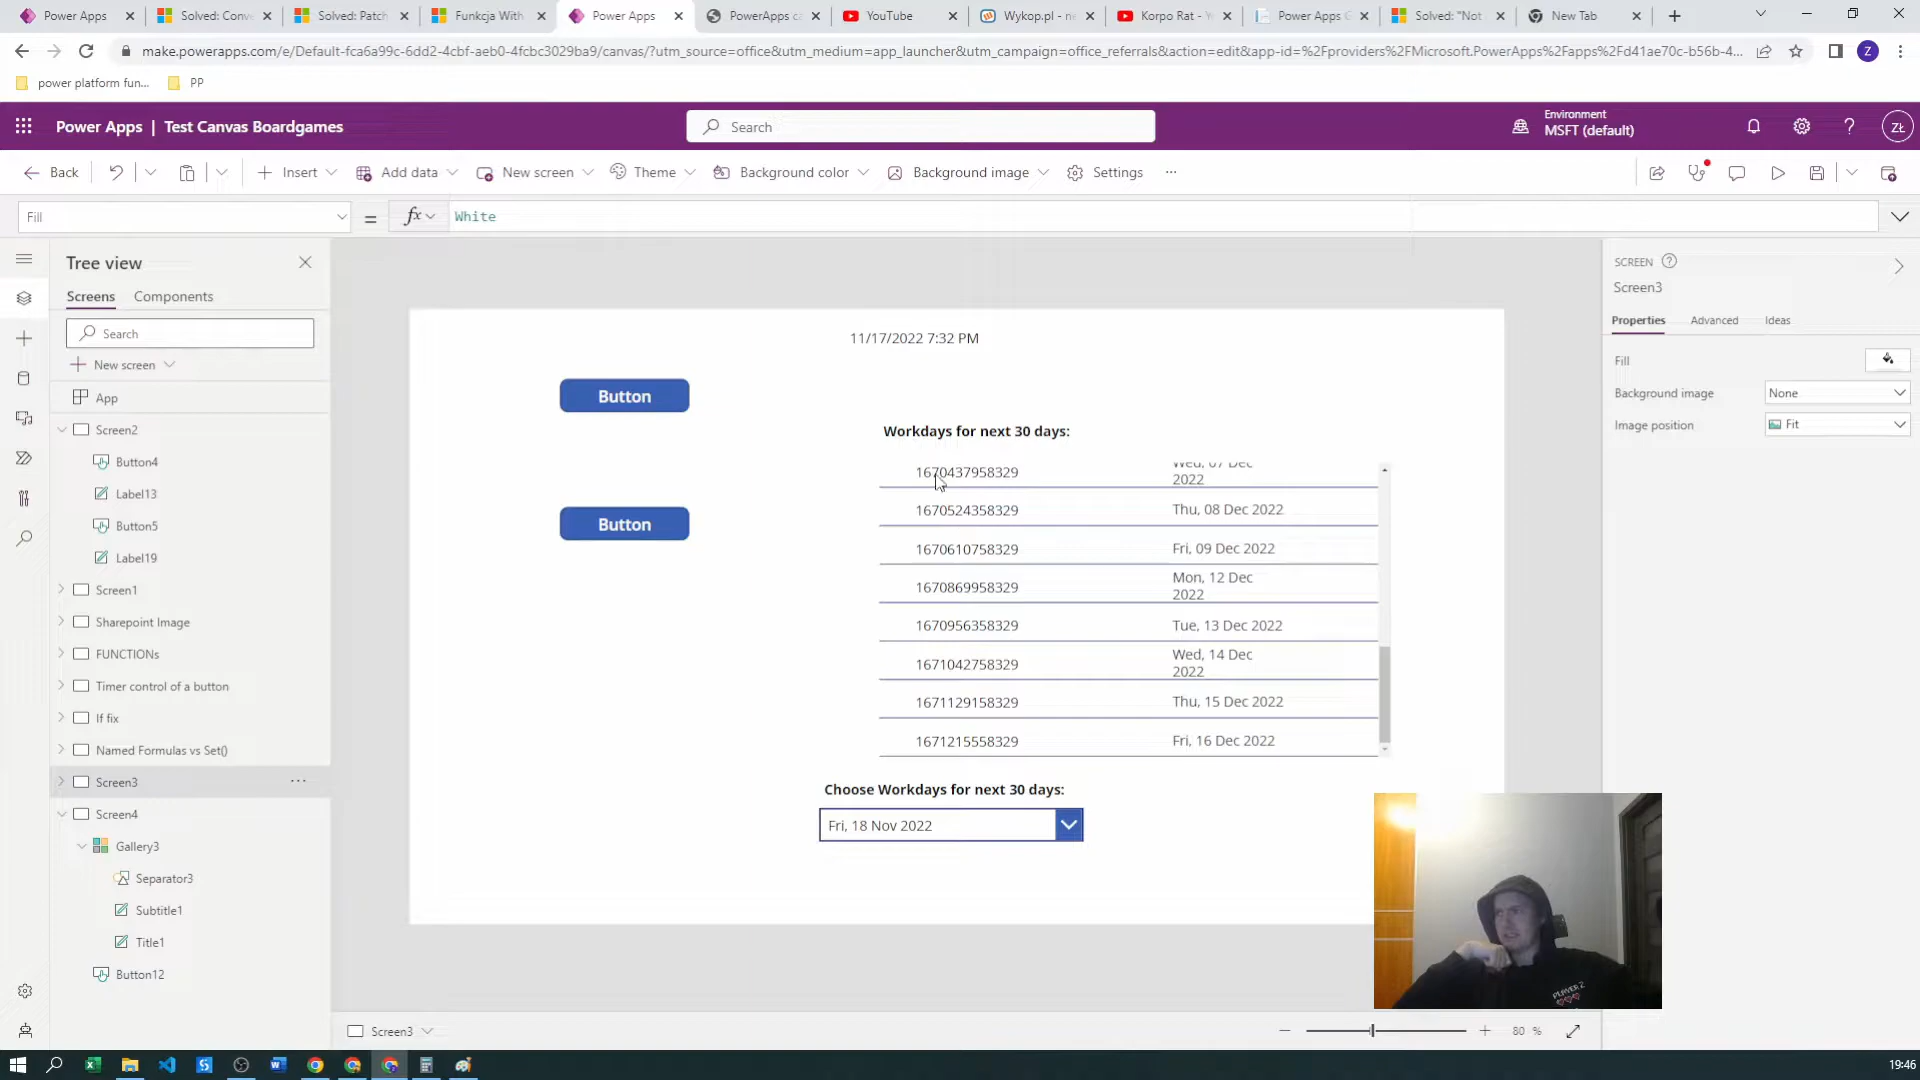 Power Apps
Solved: Conv
Solved: Patch
Funkcja With
Power Apps
PowerApps ca
YouTube
Wykop.pl - n
Korpo Rat - Y
Power Apps G
Solved: "Not
New Tab
make.powerapps.com/e/Default-fca6a99c-6dd2-4cbf-aeb0-4fcbc3029ba9/canvas/?utm_source=office&utm_medium=app_launcher&utm_campaign=office_referrals&action=edit&app-id=%2Fproviders%2FMicrosoft.PowerApps%2Fapps%2Fd41ae70c-b56b-4...
Z
power platform fun...
PP
Power Apps | Test Canvas Boardgames
Search
Environment
MSFT (default)
ZŁ
Back
Insert
Add data
New screen
Theme
Background color
Background image
Settings
Fill
=
fx
White
Tree view
Screens
Components
Search
New screen
App
Screen2
Button4
Label13
Button5
Label19
Screen1
Sharepoint Image
FUNCTIONs
Timer control of a button
If fix
Named Formulas vs Set()
Screen3
Screen4
Gallery3
Separator3
Subtitle1
Title1
Button12
11/17/2022 7:32 PM
Button
Button
Workdays for next 30 days:
1670437958329 Wed, 07 Dec
2022
1670524358329 Thu, 08 Dec 2022
1670610758329 Fri, 09 Dec 2022
1670869958329 Mon, 12 Dec
2022
1670956358329 Tue, 13 Dec 2022
1671042758329 Wed, 14 Dec
2022
1671129158329 Thu, 15 Dec 2022
1671215558329 Fri, 16 Dec 2022
Choose Workdays for next 30 days:
Fri, 18 Nov 2022
SCREEN
Screen3
Properties
Advanced
Ideas
Fill
Background image
None
Image position
Fit
PLAYER 2
Screen3
80 %
19:46